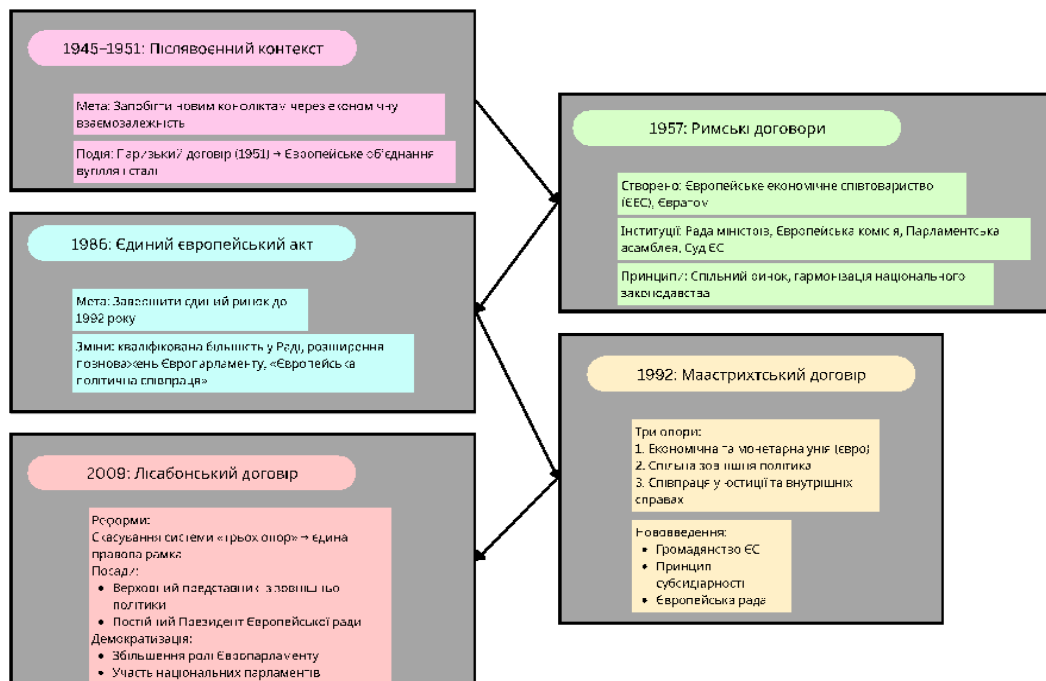 1945–1951: Післявоєнний контекст
Мета: Запобігти новим конфліктам через економічну
взаємозалежність
Подія: Паризький договір (1951) → Європейське об'єднання
вугілля і сталі
1957: Римські договори
Створено: Європейське економічне співтовариство
(ЄЕС), Євратом
Інституції: Рада міністрів, Європейська комісія, Парламентська
асамблея, Суд ЄС
Принципи: Спільний ринок, гармонізація національного
законодавства
1986: Єдиний європейський акт
Мета: Завершити єдиний ринок до
1992 року
Зміни: кваліфікована більшість у Раді, розширення
повноважень Європарламенту, «Європейська
політична співпраця»
1992: Маастрихтський договір
Три опори:
1. Економічна та монетарна унія (євро)
2. Спільна зовнішня політика
3. Співпраця у юстиції та внутрішніх
справах
Нововведення:
• Громадянство ЄС
• Принцип
субсидіарності
• Європейська рада
2009: Лісабонський договір
Реформи:
Скасування системи «трьох опор» → єдина
правова рамка
Посади:
• Верховний представник із зовнішньої
політики
• Постійний Президент Європейської ради
Демократизація:
• Збільшення ролі Європарламенту
• Участь національних парламентів